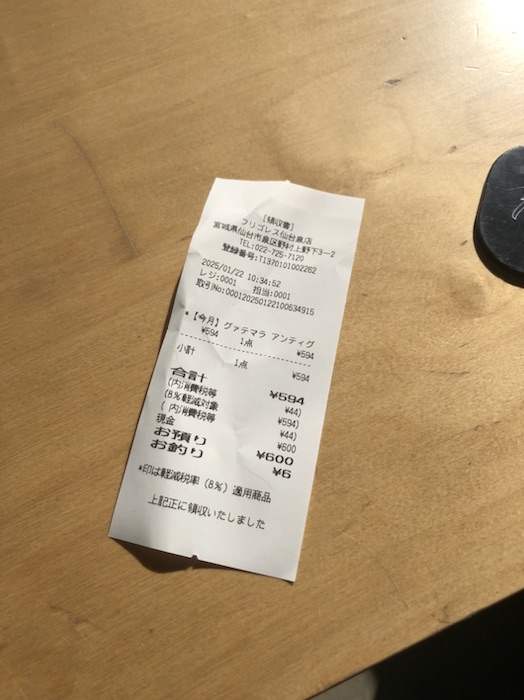 [領収書]
フリゴレス仙台泉店
宮城県仙台市泉区野村上野下3-2
TEL:022-725-7120
登録番号:T1370101002262
2025/01/22 10:34:52
レジ:0001 担当:0001
取引No:000120250122100634915
*【今月】グァテマラ アンティグ
¥594 1点 ¥594
小計 1点 ¥594
合計 ¥594
(内)消費税等 ¥44)
(8%軽減対象 ¥594)
( 内)消費税等 ¥44)
現金 ¥600
お預り ¥600
お釣り ¥6
*印は軽減税率(8%)適用商品
上記正に領収いたしました